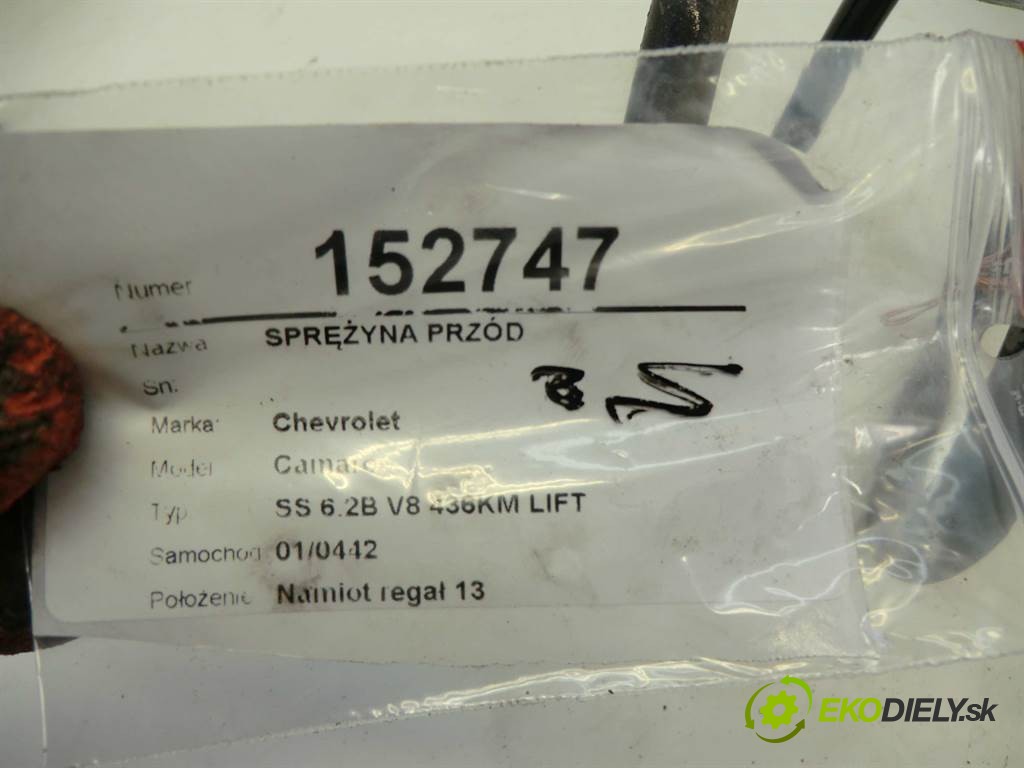 Numer 152747
Nazwa SPRĘŻYNA PRZÓD
Sn:
Marka: Chevrolet
Model Camaro
Typ SS 6.2B V8 436KM LIFT
Samochód 01/0442
Położenie Namiot regał 13
EKODIELY.sk